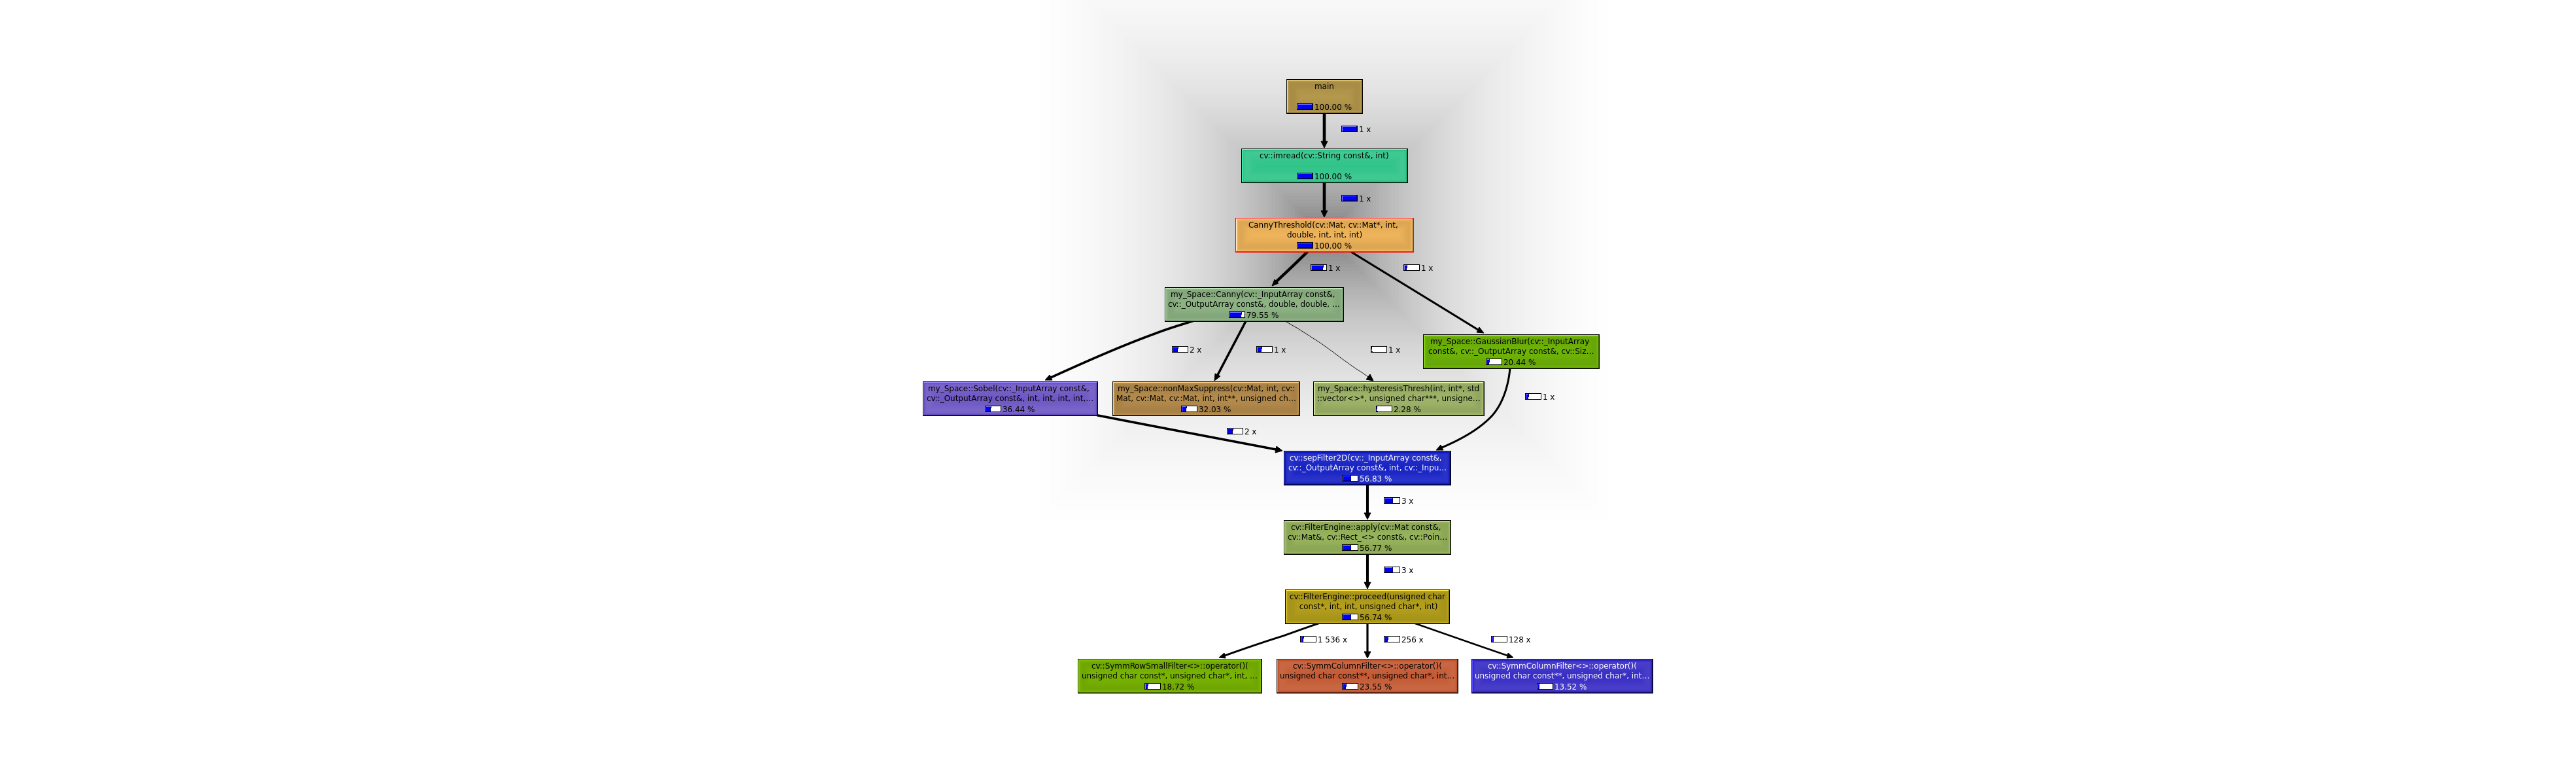 main
100.00 %
1 x
cv::imread(cv::String const&, int)
100.00 %
1 x
CannyThreshold(cv::Mat, cv::Mat*, int,
double, int, int, int)
100.00 %
1 x
1 x
my_Space::Canny(cv::_InputArray const&,
cv::_OutputArray const&, double, double, ...
79.55 %
my_Space::GaussianBlur(cv::_InputArray
const&, cv::_OutputArray const&, cv::Siz...
20.44 %
2 x
1 x
1 x
my_Space::Sobel(cv::_InputArray const&,
cv::_OutputArray const&, int, int, int, int,...
36.44 %
my_Space::nonMaxSuppress(cv::Mat, int, cv::
Mat, cv::Mat, cv::Mat, int, int**, unsigned ch...
32.03 %
my_Space::hysteresisThresh(int, int*, std
::vector<>*, unsigned char***, unsigne...
2.28 %
1 x
2 x
cv::sepFilter2D(cv::_InputArray const&,
cv::_OutputArray const&, int, cv::_Inpu...
56.83 %
3 x
cv::FilterEngine::apply(cv::Mat const&,
cv::Mat&, cv::Rect_<> const&, cv::Poin...
56.77 %
3 x
cv::FilterEngine::proceed(unsigned char
const*, int, int, unsigned char*, int)
56.74 %
1 536 x
256 x
128 x
cv::SymmRowSmallFilter<>::operator()(
unsigned char const*, unsigned char*, int, ...
18.72 %
cv::SymmColumnFilter<>::operator()(
unsigned char const**, unsigned char*, int...
23.55 %
cv::SymmColumnFilter<>::operator()(
unsigned char const**, unsigned char*, int...
13.52 %